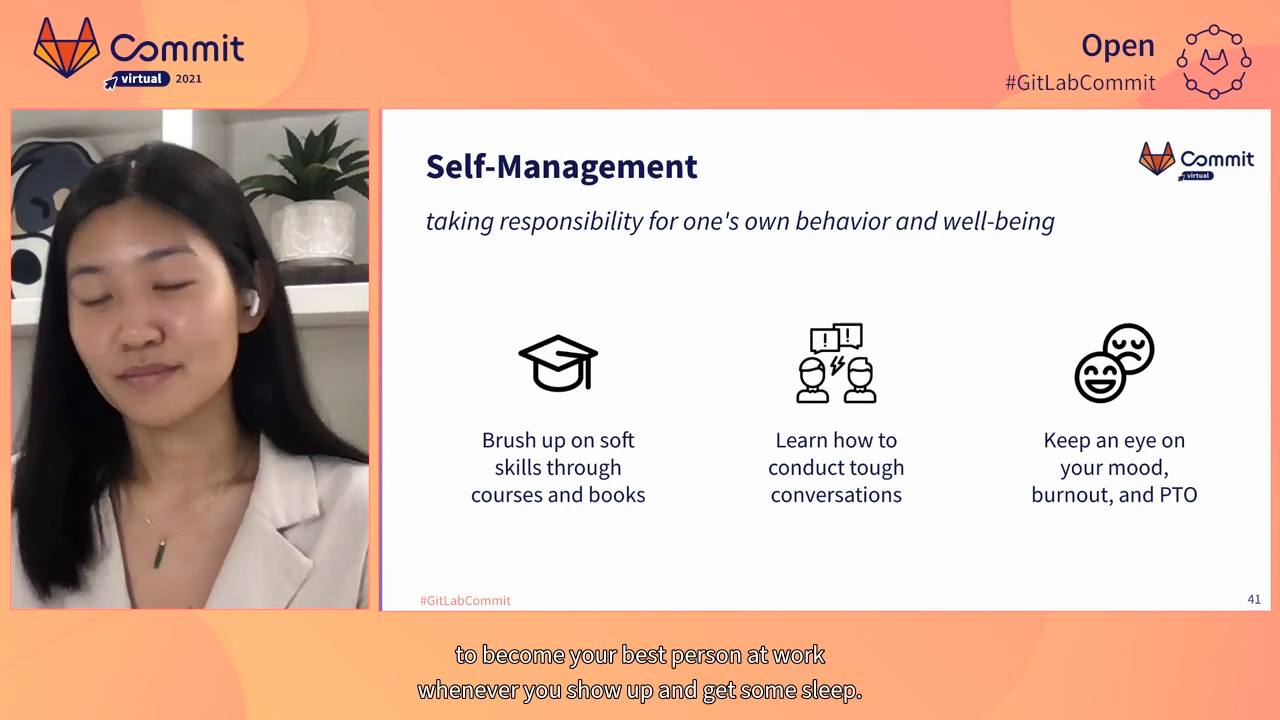 Commit
virtual 2021
Open
#GitLabCommit
Self-Management
Commit
virtual
taking responsibility for one's own behavior and well-being
Brush up on soft
skills through
courses and books
Learn how to
conduct tough
conversations
Keep an eye on
your mood,
burnout, and PTO
#GitLabCommit
41
to become your best person at work
whenever you show up and get some sleep.